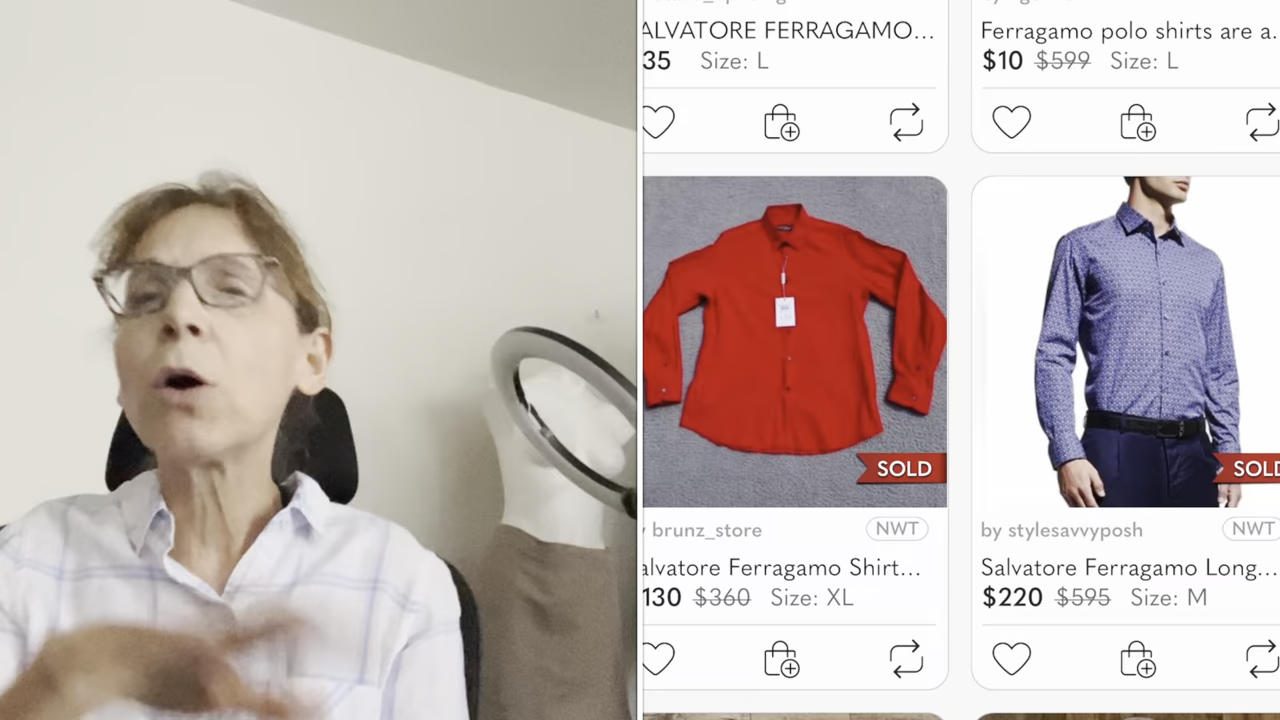 ALVATORE FERRAGAMO...
35 Size: L
Ferragamo polo shirts are a.
$10 $599 Size: L
SOLD
brunz_store NWT
alvatore Ferragamo Shirt...
130 $360 Size: XL
SOLD
by stylesavvyposh NWT
Salvatore Ferragamo Long...
$220 $595 Size: M